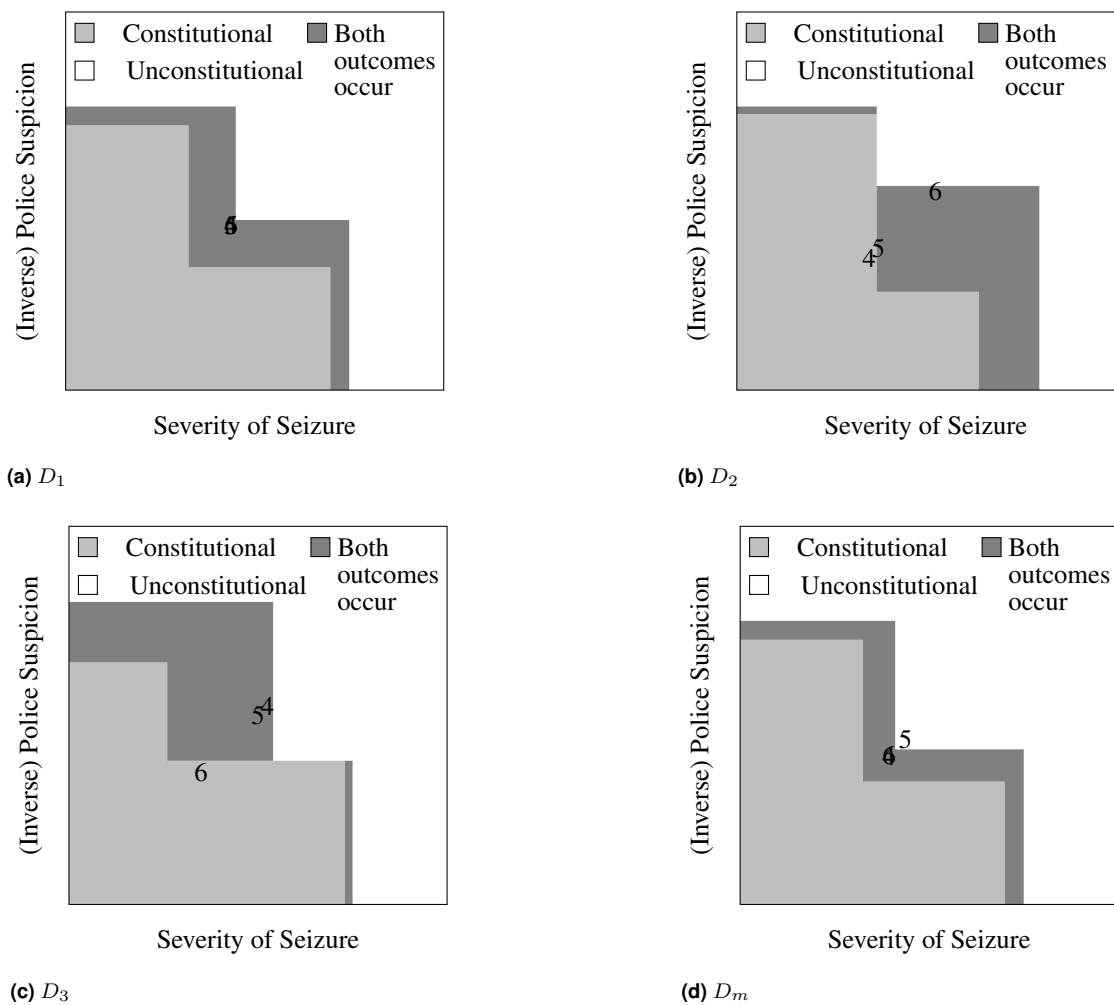 Constitutional
Unconstitutional
Both
outcomes
occur
(Inverse) Police Suspicion
6
5
Severity of Seizure
(a) D1
Constitutional
Unconstitutional
Both
outcomes
occur
(Inverse) Police Suspicion
6
5
4
Severity of Seizure
(b) D2
Constitutional
Unconstitutional
Both
outcomes
occur
(Inverse) Police Suspicion
5 4
6
Severity of Seizure
(c) D3
Constitutional
Unconstitutional
Both
outcomes
occur
(Inverse) Police Suspicion
5
6
4
Severity of Seizure
(d) Dm